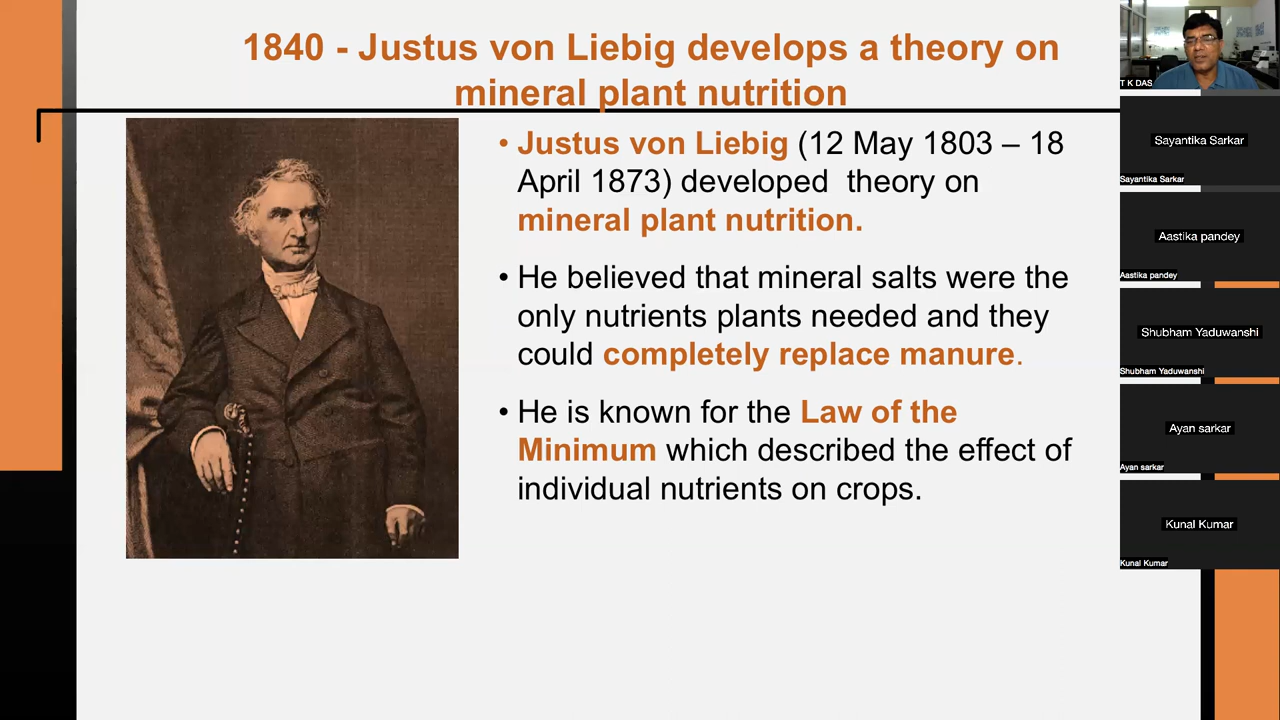 1840 - Justus von Liebig develops a theory on
mineral plant nutrition
• Justus von Liebig (12 May 1803 – 18
April 1873) developed theory on
mineral plant nutrition.
• He believed that mineral salts were the
only nutrients plants needed and they
could completely replace manure.
• He is known for the Law of the
Minimum which described the effect of
individual nutrients on crops.
T K DAS
Sayantika Sarkar
Sayantika Sarkar
Aastika pandey
Aastika pandey
Shubham Yaduwanshi
Shubham Yaduwanshi
Ayan sarkar
Ayan sarkar
Kunal Kumar
Kunal Kumar